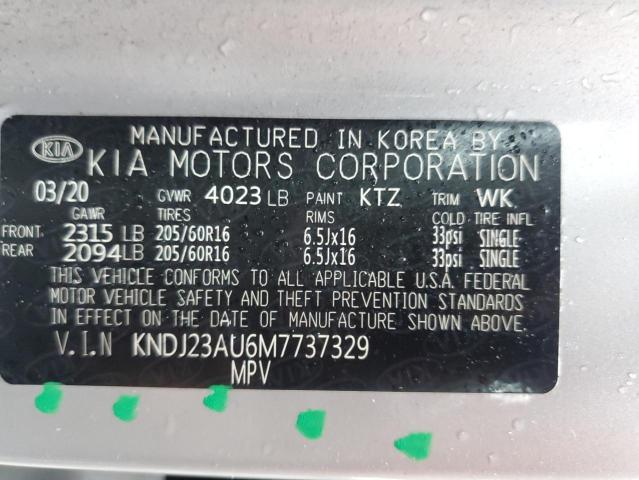 MANUFACTURED IN KOREA BY
KIA KIA MOTORS CORPORATION
03/20 GVWR 4023 LB PAINT KTZ TRIM WK
GAWR TIRES RIMS COLD TIRE INFL
FRONT 2315 LB 205/60R16 6.5Jx16 33psi SINGLE
REAR 2094 LB 205/60R16 6.5Jx16 33psi SINGLE
THIS VEHICLE CONFORMS TO ALL APPLICABLE U.S.A. FEDERAL
MOTOR VEHICLE SAFETY AND THEFT PREVENTION STANDARDS
IN EFFECT ON THE DATE OF MANUFACTURE SHOWN ABOVE.
V.I.N KNDJ23AU6M7737329
MPV